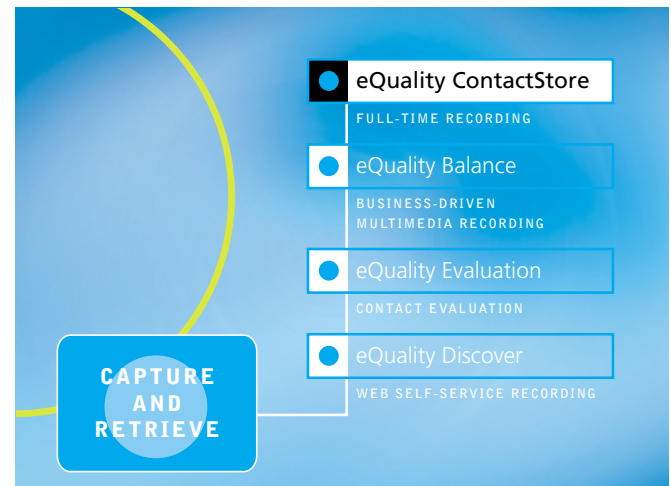 eQuality ContactStore
FULL-TIME RECORDING
eQuality Balance
BUSINESS-DRIVEN
MULTIMEDIA RECORDING
eQuality Evaluation
CONTACT EVALUATION
eQuality Discover
WEB SELF-SERVICE RECORDING
CAPTURE
AND
RETRIEVE